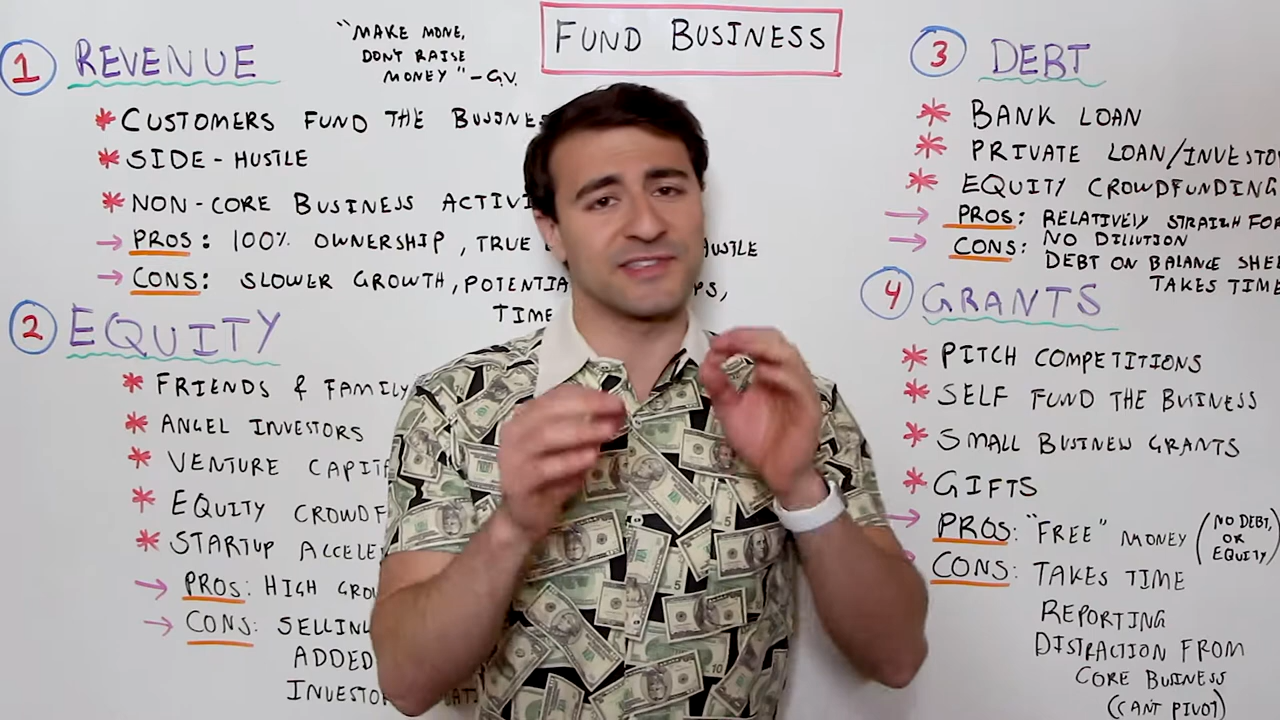 FUND BUSINESS
"MAKE MONE,
DONT RAISE
MONEY" - G.V.
1 REVENUE
* CUSTOMERS FUND THE
* SIDE-HUSTLE
* NON-CORE BUSINESS
→ PROS: 100% OWNERSHIP, TRUE
→ CONS: SLOWER GROWTH,
TIME
2 EQUITY
* FRIENDS & FAMILY
* ANGEL INVESTORS
* VENTURE
* EQUITY
* STARTUP
→ PROS: HIGH
→ CONS:
ADDED
3 DEBT
* BANK LOAN
* PRIVATE LOAN/
* EQUITY CROWDFUNDING
→ PROS: RELATIVELY
NO DILUTION
→ CONS:
DEBT ON BALANCE
TAKES TIME
4 GRANTS
* PITCH COMPETITIONS
* SELF FUND THE BUSINESS
* SMALL BUSINEW GRANTS
* GIFTS
→ PROS: "FREE" MONEY (NO DEBT,
OR
EQUITY)
→ CONS: TAKES TIME
REPORTING
DISTRACTION FROM
CORE BUSINESS
(CANT PIVOT)